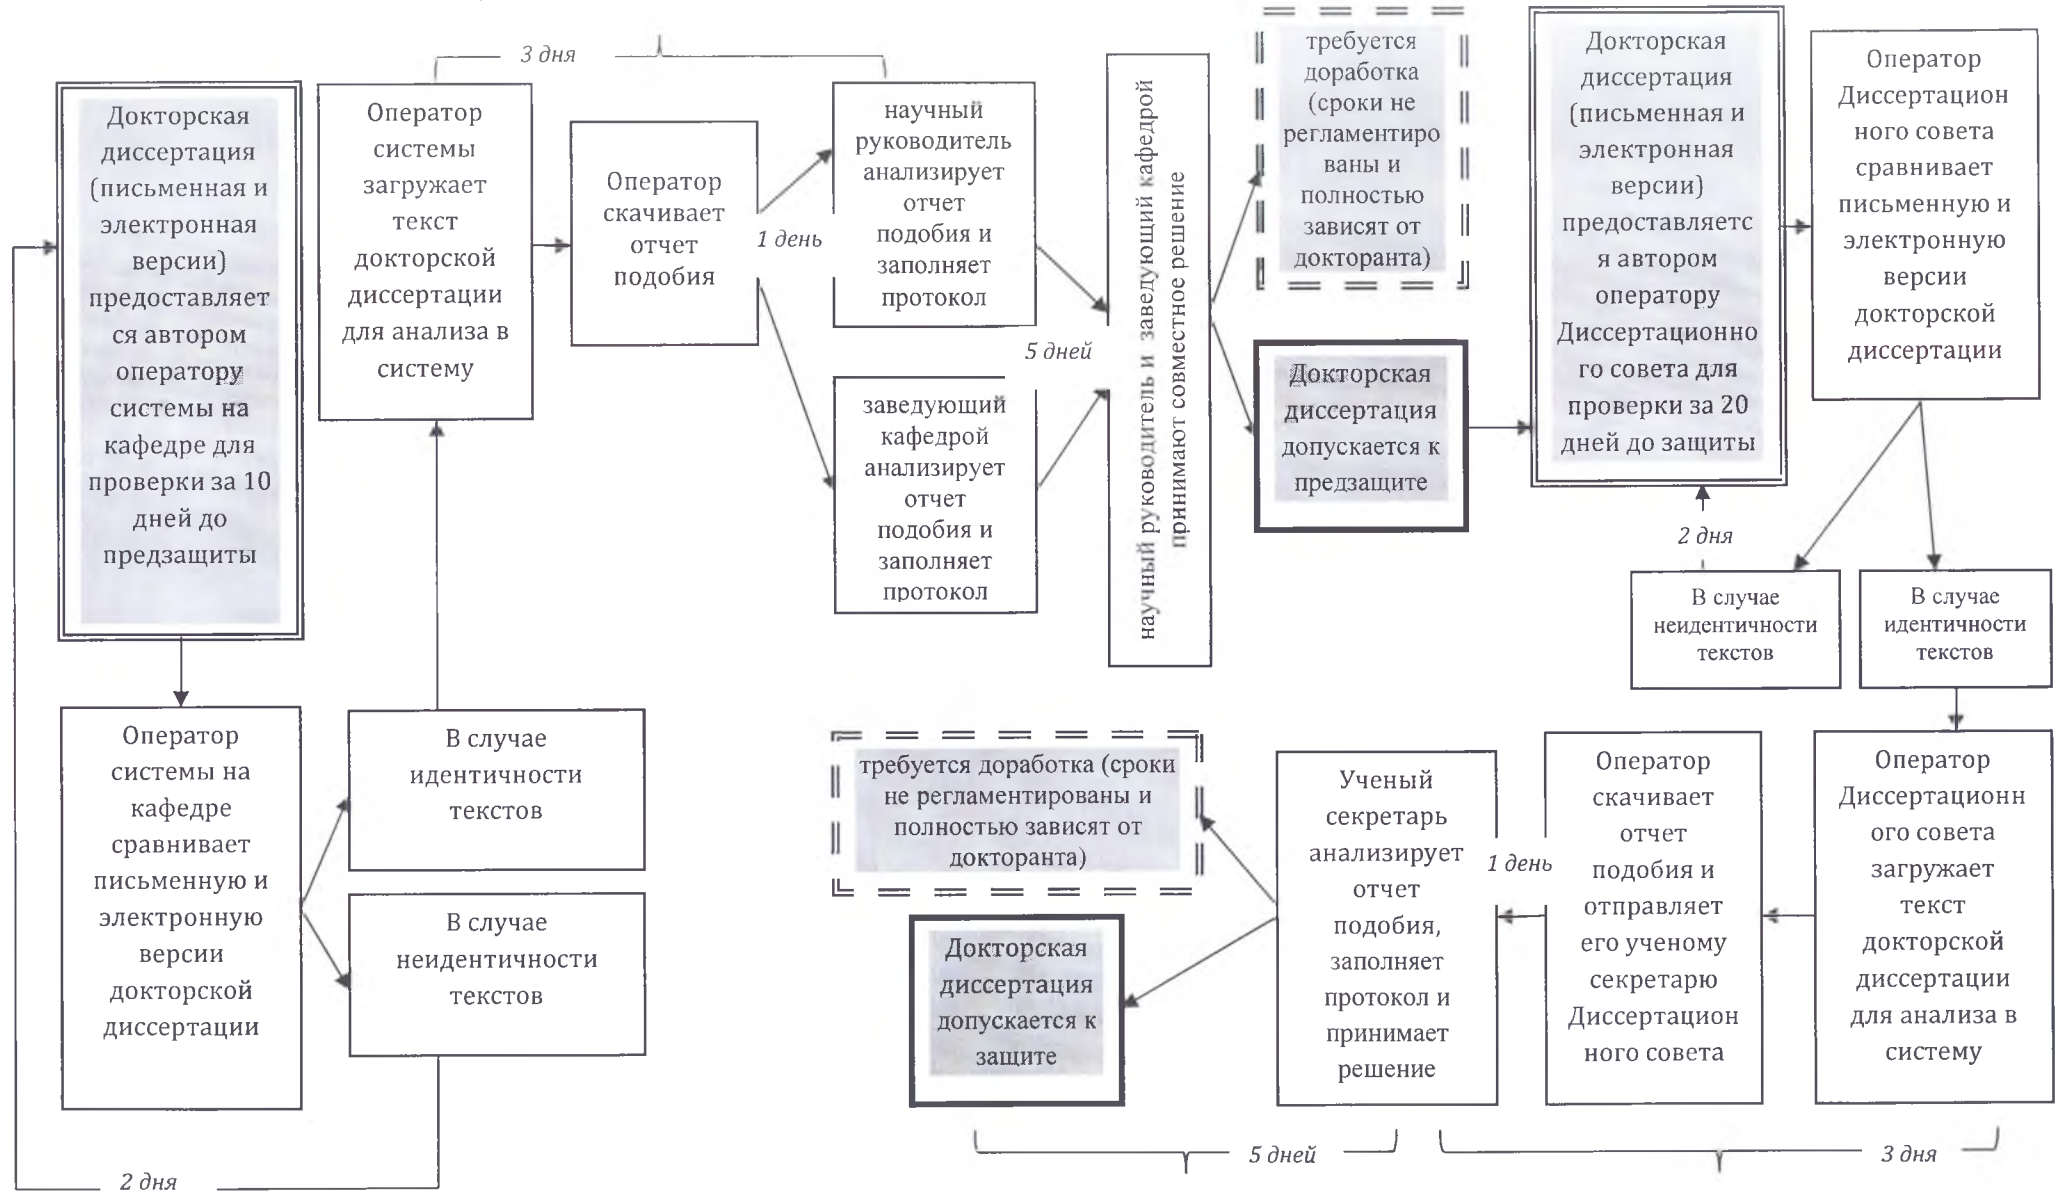 3 дня
Докторская
диссертация
(письменная и
электронная
версии)
предоставляет
ся автором
оператору
системы на
кафедре для
проверки за 10
дней до
предзащиты
Оператор
системы
загружает
текст
докторской
диссертации
для анализа в
систему
Оператор
скачивает
отчет
подобия
1 день
научный
руководитель
анализирует
отчет
подобия и
заполняет
протокол
5 дней
заведующий
кафедрой
анализирует
отчет
подобия и
заполняет
протокол
научный руководитель и заведующий кафедрой
принимают совместное решение
требуется
доработка
(сроки не
регламентиро
ваны и
полностью
зависят от
докторанта)
Докторская
диссертация
допускается к
предзащите
Докторская
диссертация
(письменная и
электронная
версии)
предоставляетс
я автором
оператору
Диссертационно
го совета для
проверки за 20
дней до защиты
Оператор
Диссертацион
ного совета
сравнивает
письменную и
электронную
версии
докторской
диссертации
2 дня
В случае
неидентичности
текстов
В случае
идентичности
текстов
Оператор
системы на
кафедре
сравнивает
письменную и
электронную
версии
докторской
диссертации
В случае
идентичности
текстов
В случае
неидентичности
текстов
2 дня
требуется доработка (сроки
не регламентированы и
полностью зависят от
докторанта)
Докторская
диссертация
допускается к
защите
Ученый
секретарь
анализирует
отчет
подобия,
заполняет
протокол и
принимает
решение
1 день
Оператор
скачивает
отчет
подобия и
отправляет
его ученому
секретарю
Диссертацион
ного совета
Оператор
Диссертационн
ого совета
загружает
текст
докторской
диссертации
для анализа в
систему
5 дней
3 дня